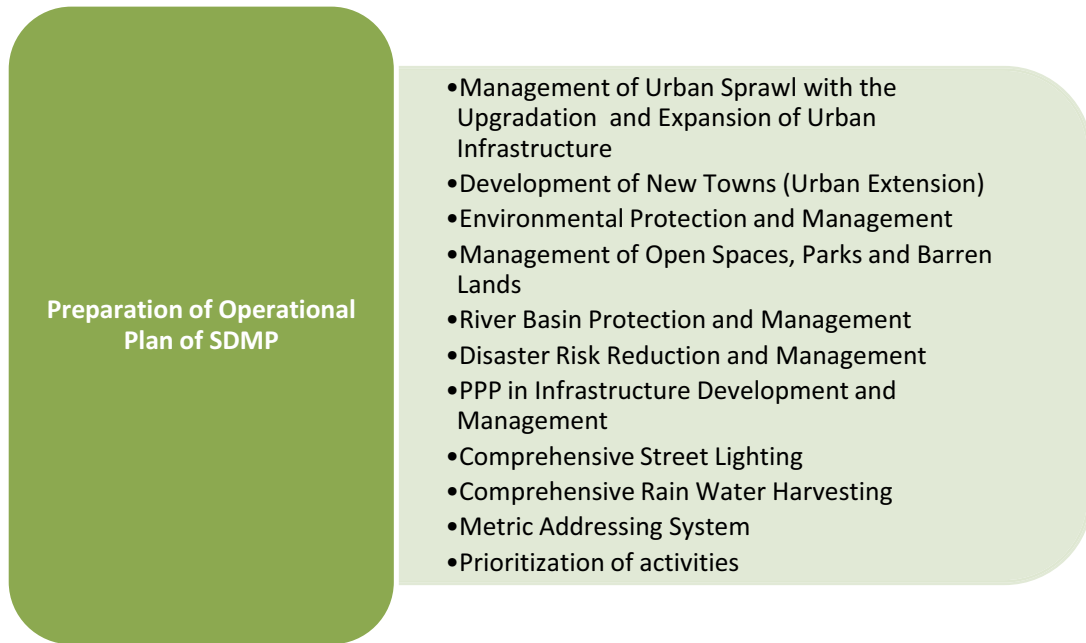 Preparation of Operational
Plan of SDMP
•Management of Urban Sprawl with the
Upgradation and Expansion of Urban
Infrastructure
•Development of New Towns (Urban Extension)
•Environmental Protection and Management
•Management of Open Spaces, Parks and Barren
Lands
•River Basin Protection and Management
•Disaster Risk Reduction and Management
•PPP in Infrastructure Development and
Management
•Comprehensive Street Lighting
•Comprehensive Rain Water Harvesting
•Metric Addressing System
•Prioritization of activities